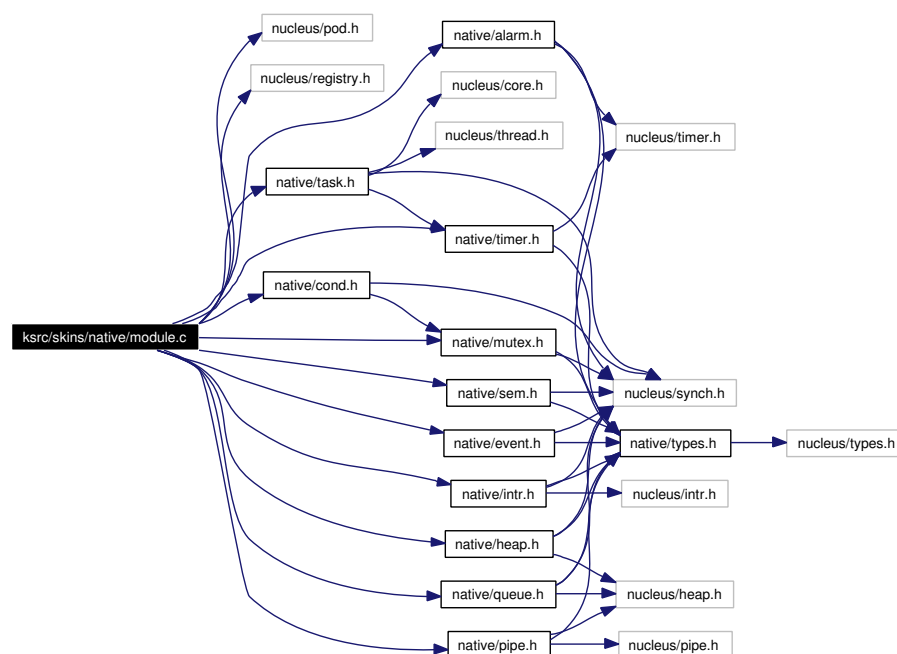 nucleus/pod.h
native/alarm.h
nucleus/registry.h
nucleus/core.h
nucleus/thread.h
nucleus/timer.h
native/task.h
native/timer.h
native/cond.h
ksrc/skins/native/module.c
native/mutex.h
native/sem.h
nucleus/synch.h
native/event.h
native/types.h
nucleus/types.h
native/intr.h
nucleus/intr.h
native/heap.h
native/queue.h
nucleus/heap.h
native/pipe.h
nucleus/pipe.h